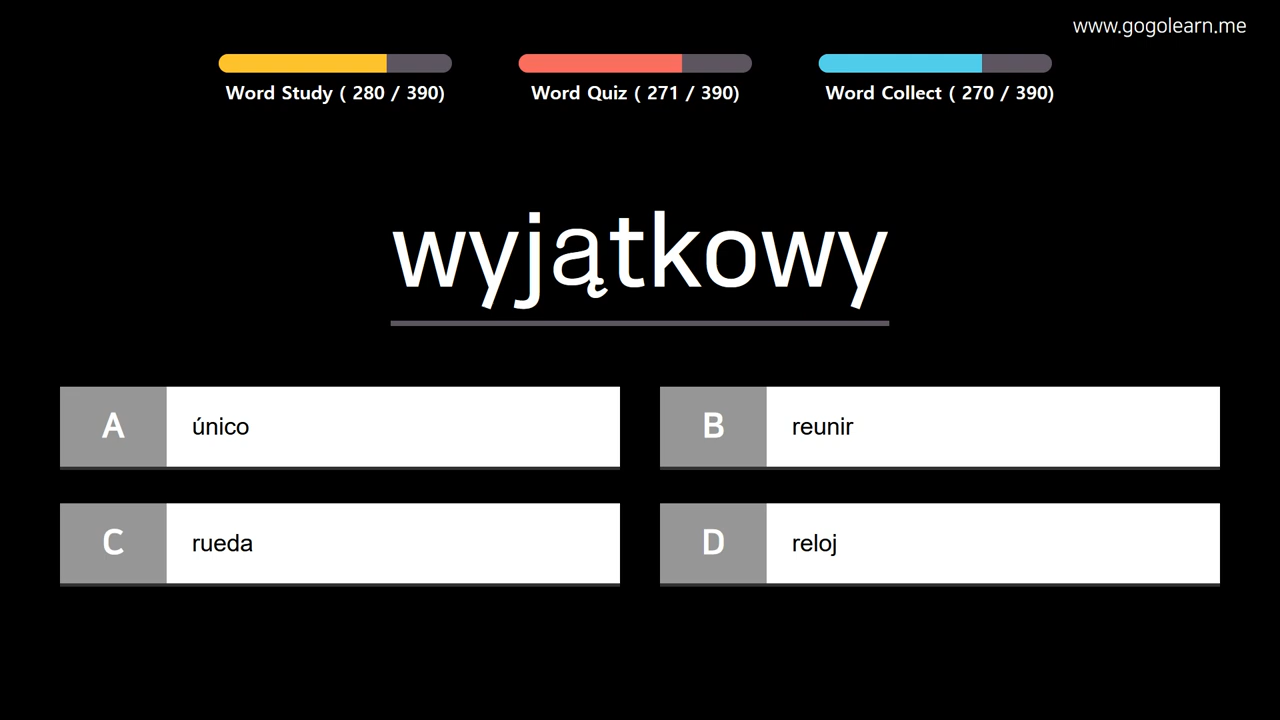 www.gogolearn.me
Word Study ( 280 / 390)
Word Quiz ( 271 / 390)
Word Collect ( 270 / 390)
wyjątkowy
A único
B reunir
C rueda
D reloj